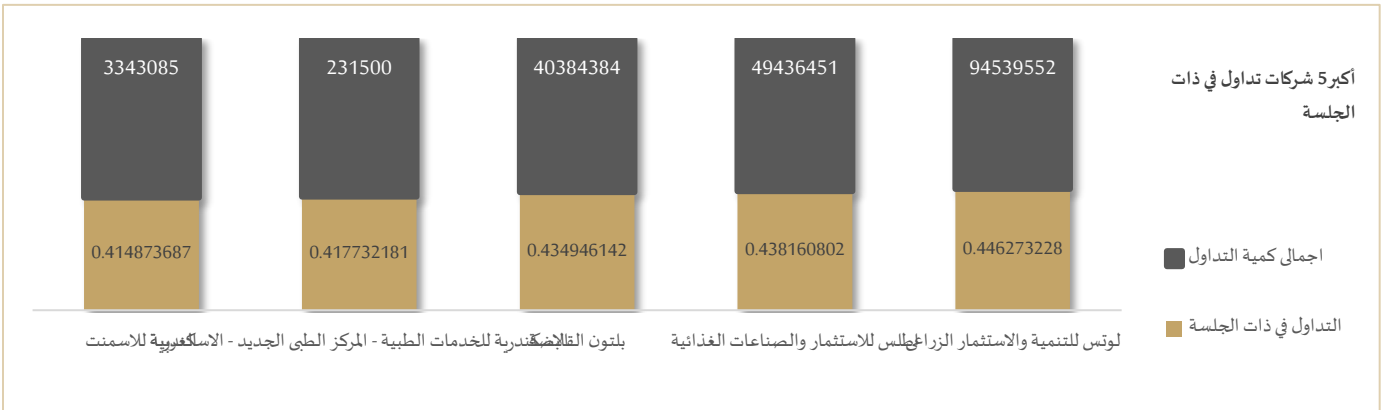 أكبر 5 شركات تداول في ذات
الجلسة
3343085
231500
40384384
49436451
94539552
0.414873687
0.417732181
0.434946142
0.438160802
0.446273228
اجمالى كمية التداول
التداول في ذات الجلسة
لوتس للتنمية والاستثمار الزراعى
اطلس للاستثمار والصناعات الغذائية
بلتون القابضة
الاسكندرية للخدمات الطبية - المركز الطبى الجديد - الاسكندرية
للاسمنت